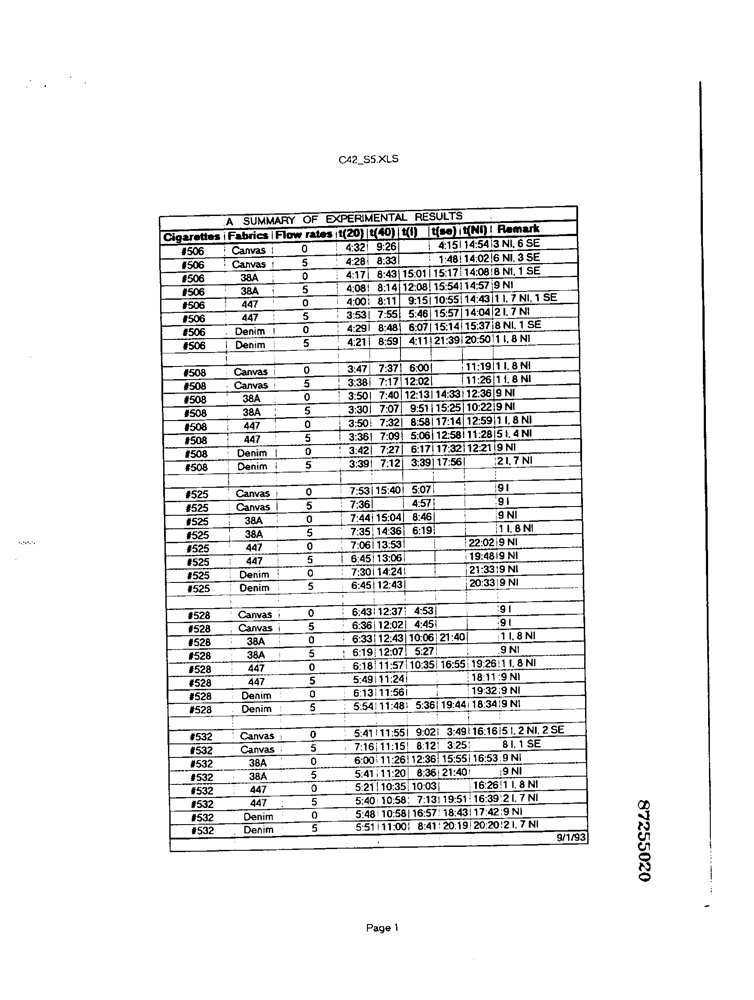 C42_S5.XLS
A SUMMARY OF EXPERIMENTAL RESULTS
Cigarettes Fabrics Flow rates t(20) t(40) t(I) t(se) t(NI) Remark
#506 Canvas 0 4:32 9:26 4:15 14:54 3 NI, 6 SE
#506 Canvas 5 4:28 8:33 1:48 14:02 6 NI, 3 SE
#506 38A 0 4:17 8:43 15:01 15:17 14:08 8 NI, 1 SE
#506 38A 5 4:08 8:14 12:08 15:54 14:57 9 NI
#506 447 0 4:00 8:11 9:15 10:55 14:43 1 I, 7 NI, 1 SE
#506 447 5 3:53 7:55 5:46 15:57 14:04 2 I, 7 NI
#506 Denim 0 4:29 8:48 6:07 15:14 15:37 8 NI, 1 SE
#506 Denim 5 4:21 8:59 4:11 21:39 20:50 1 I, 8 NI
#508 Canvas 0 3:47 7:37 6:00 11:19 1 I, 8 NI
#508 Canvas 5 3:38 7:17 12:02 11:26 1 I, 8 NI
#508 38A 0 3:50 7:40 12:13 14:33 12:36 9 NI
#508 38A 5 3:30 7:07 9:51 15:25 10:22 9 NI
#508 447 0 3:50 7:32 8:58 17:14 12:59 1 I, 8 NI
#508 447 5 3:36 7:09 5:06 12:58 11:28 5 I, 4 NI
#508 Denim 0 3:42 7:27 6:17 17:32 12:21 9 NI
#508 Denim 5 3:39 7:12 3:39 17:56 2 I, 7 NI
#525 Canvas 0 7:53 15:40 5:07 9 I
#525 Canvas 5 7:36 4:57 9 I
#525 38A 0 7:44 15:04 8:46 9 NI
#525 38A 5 7:35 14:36 6:19 1 I, 8 NI
#525 447 0 7:06 13:53 22:02 9 NI
#525 447 5 6:45 13:06 19:48 9 NI
#525 Denim 0 7:30 14:24 21:33 9 NI
#525 Denim 5 6:45 12:43 20:33 9 NI
#528 Canvas 0 6:43 12:37 4:53 9 I
#528 Canvas 5 6:36 12:02 4:45 9 I
#528 38A 0 6:33 12:43 10:06 21:40 1 I, 8 NI
#528 38A 5 6:19 12:07 5:27 9 NI
#528 447 0 6:18 11:57 10:35 16:55 19:26 1 I, 8 NI
#528 447 5 5:49 11:24 18:11 9 NI
#528 Denim 0 6:13 11:56 19:32 9 NI
#528 Denim 5 5:54 11:48 5:36 19:44 18:34 9 NI
#532 Canvas 0 5:41 11:55 9:02 3:49 16:16 5 I, 2 NI, 2 SE
#532 Canvas 5 7:16 11:15 8:12 3:25 8 I, 1 SE
#532 38A 0 6:00 11:26 12:36 15:55 16:53 9 NI
#532 38A 5 5:41 11:20 8:36 21:40 9 NI
#532 447 0 5:21 10:35 10:03 16:26 1 I, 8 NI
#532 447 5 5:40 10:58 7:13 19:51 16:39 2 I, 7 NI
#532 Denim 0 5:48 10:58 16:57 18:43 17:42 9 NI
#532 Denim 5 5:51 11:00 8:41 20:19 20:20 2 I, 7 NI
9/1/93
87255020
Page 1